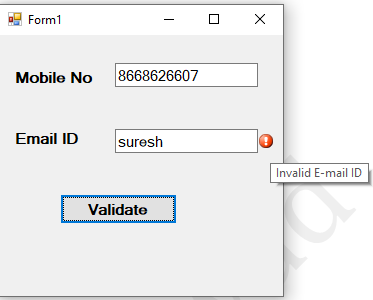 Form1
Mobile No 8668626607
Email ID suresh
Invalid E-mail ID
Validate